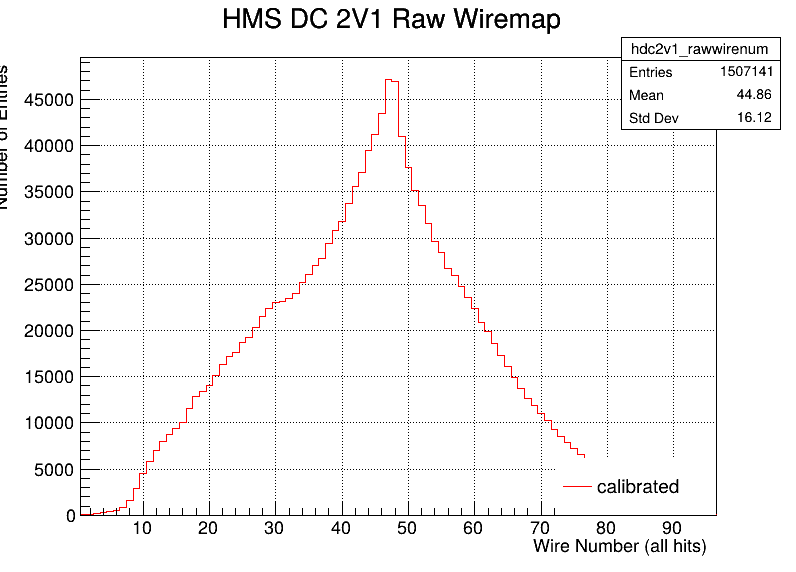 HMS DC 2V1 Raw Wiremap
hdc2v1_rawwirenum
Entries 1507141
Mean 44.86
Std Dev 16.12
Number of Entries
45000
40000
35000
30000
25000
20000
15000
10000
5000
0
calibrated
10 20 30 40 50 60 70 80 90
Wire Number (all hits)